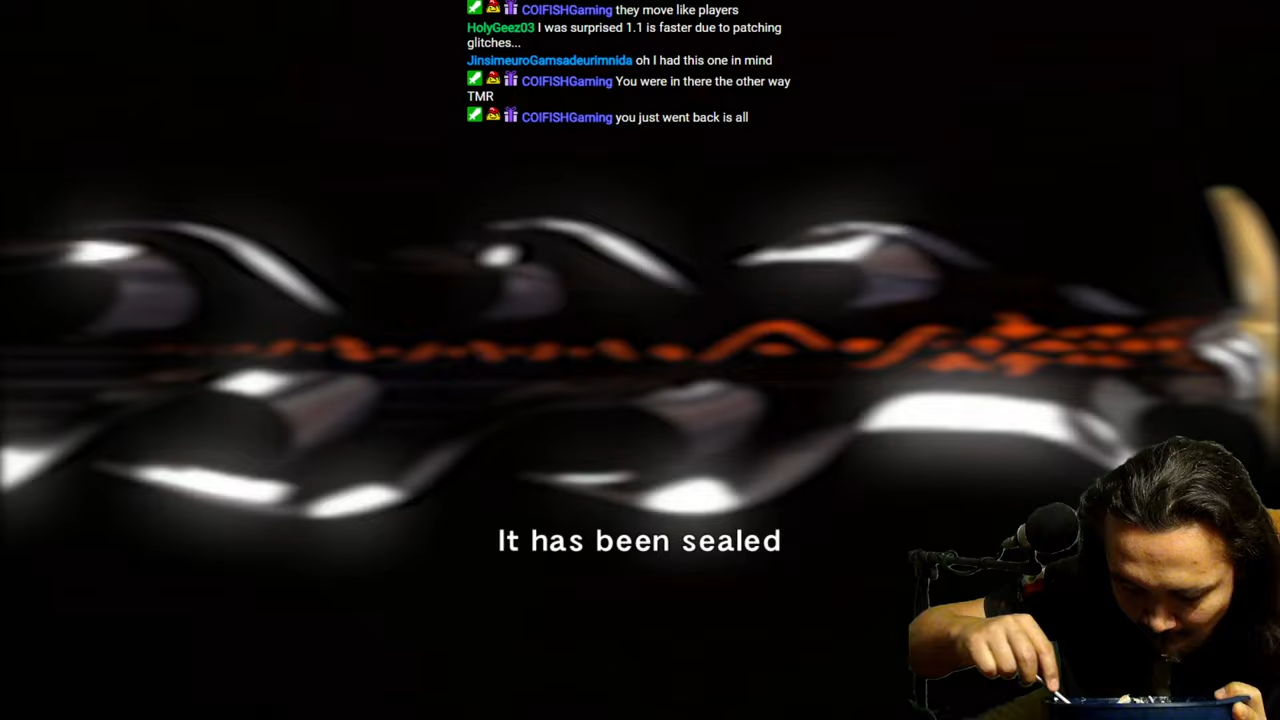 COIFISHGaming they move like players
HolyGeez03 I was surprised 1.1 is faster due to patching
glitches...
JinsimeuroGamsadeurimnida oh I had this one in mind
COIFISHGaming You were in there the other way
TMR
COIFISHGaming you just went back is all
It has been sealed